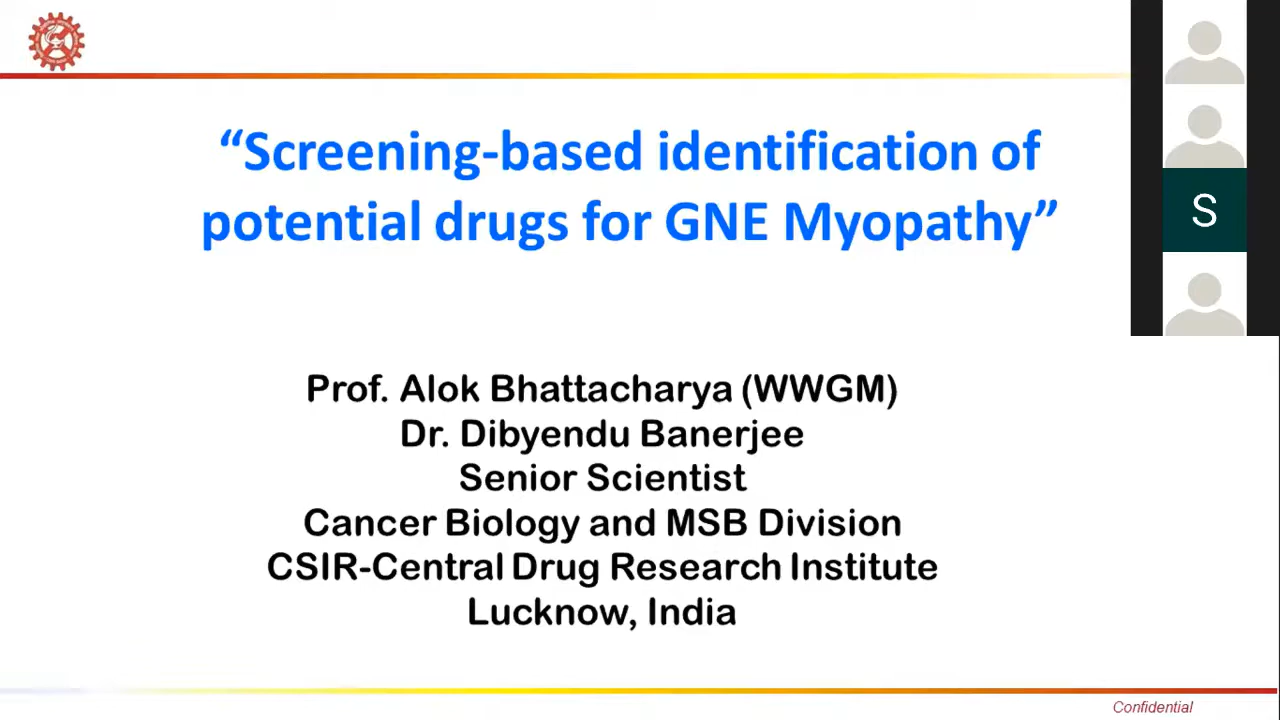 “Screening-based identification of
potential drugs for GNE Myopathy”
S
Prof. Alok Bhattacharya (WWGM)
Dr. Dibyendu Banerjee
Senior Scientist
Cancer Biology and MSB Division
CSIR-Central Drug Research Institute
Lucknow, India
Confidential